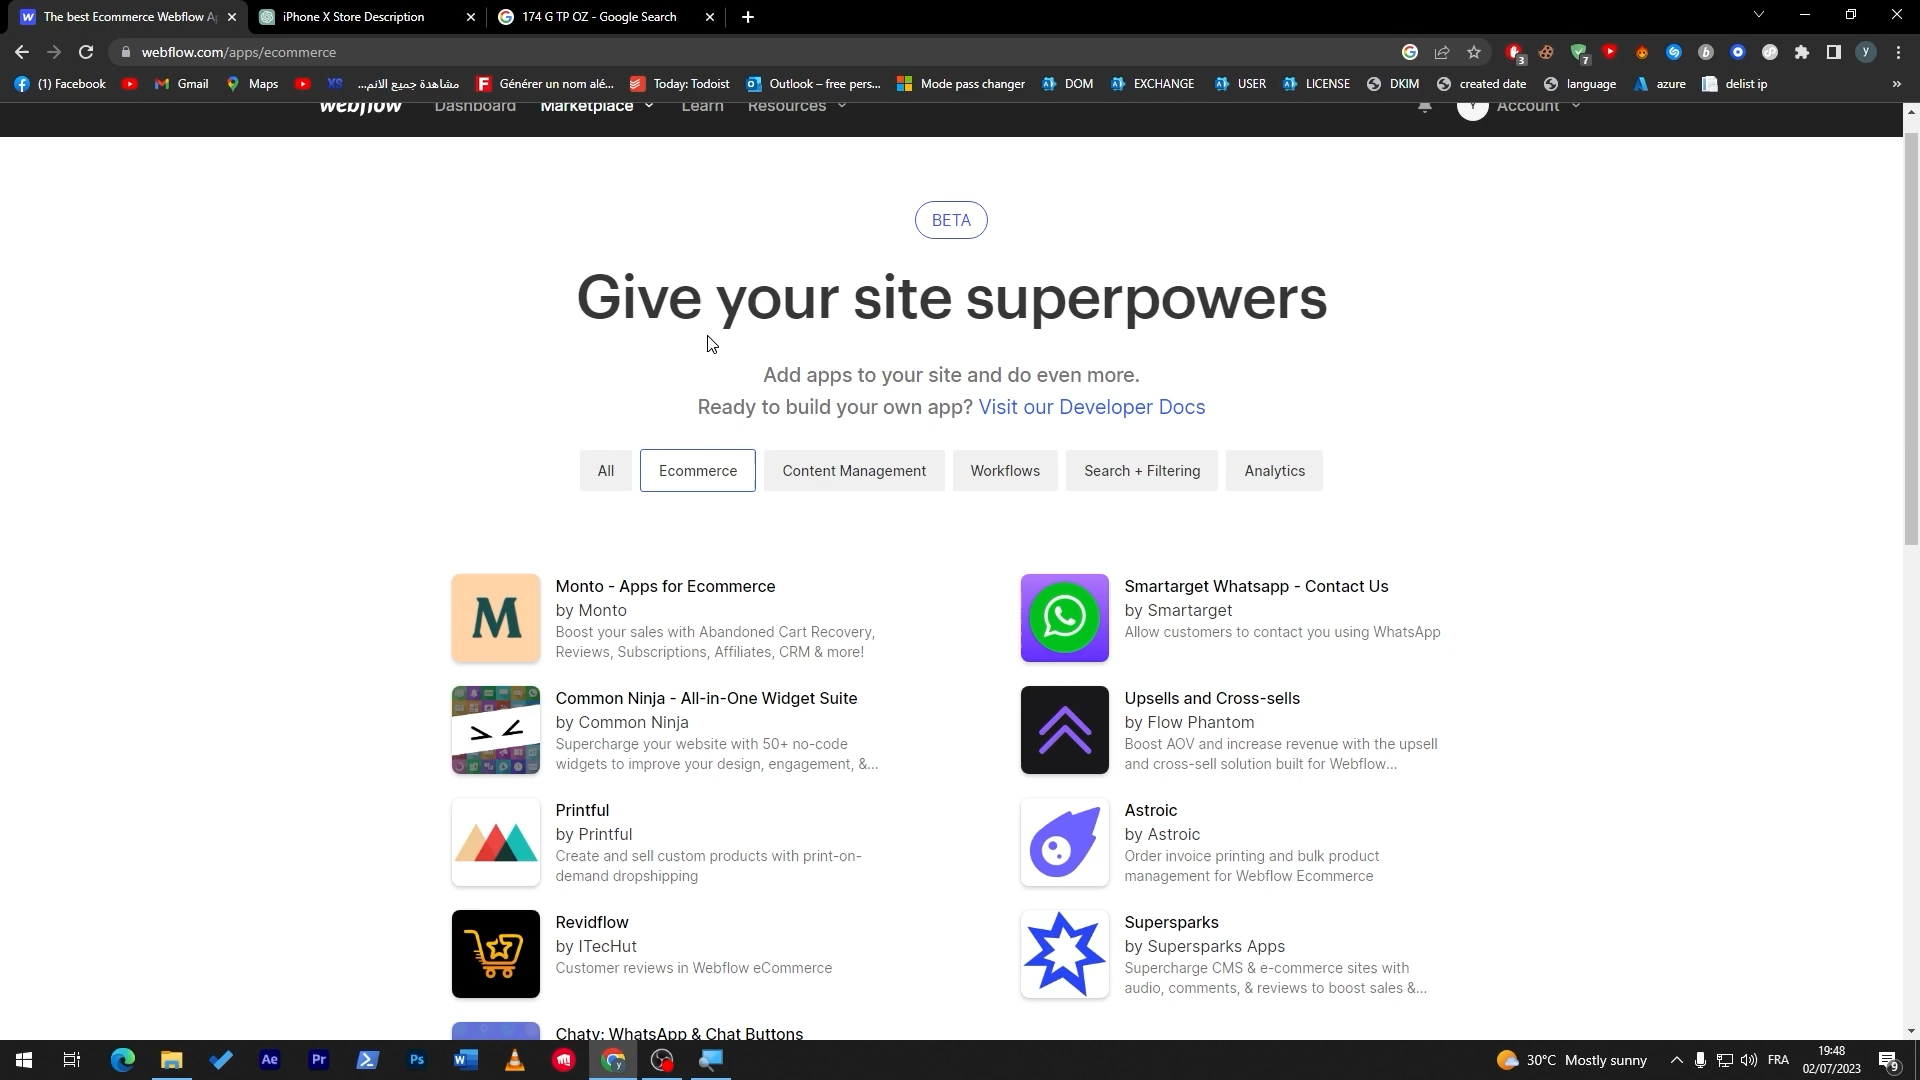 The best Ecommerce Webflow Ap
iPhone X Store Description
174 G TP OZ - Google Search
webflow.com/apps/ecommerce
3
7
y
(1) Facebook
Gmail
Maps
مشاهدة جميع الانم...
Générer un nom alé...
Today: Todoist
Outlook – free pers...
Mode pass changer
DOM
EXCHANGE
USER
LICENSE
DKIM
created date
language
azure
delist ip
»
webflow
Dashboard
Marketplace
Learn
Resources
Y
Account
BETA
Give your site superpowers
Add apps to your site and do even more.
Ready to build your own app? Visit our Developer Docs
All
Ecommerce
Content Management
Workflows
Search + Filtering
Analytics
M
Monto - Apps for Ecommerce
by Monto
Boost your sales with Abandoned Cart Recovery,
Reviews, Subscriptions, Affiliates, CRM & more!
Smartarget Whatsapp - Contact Us
by Smartarget
Allow customers to contact you using WhatsApp
Common Ninja - All-in-One Widget Suite
by Common Ninja
Supercharge your website with 50+ no-code
widgets to improve your design, engagement, &...
Upsells and Cross-sells
by Flow Phantom
Boost AOV and increase revenue with the upsell
and cross-sell solution built for Webflow...
Printful
by Printful
Create and sell custom products with print-on-
demand dropshipping
Astroic
by Astroic
Order invoice printing and bulk product
management for Webflow Ecommerce
Revidflow
by ITecHut
Customer reviews in Webflow eCommerce
Supersparks
by Supersparks Apps
Supercharge CMS & e-commerce sites with
audio, comments, & reviews to boost sales &...
Chaty: WhatsApp & Chat Buttons
Ae
Pr
Ps
W
30°C Mostly sunny
FRA
19:48
02/07/2023
9